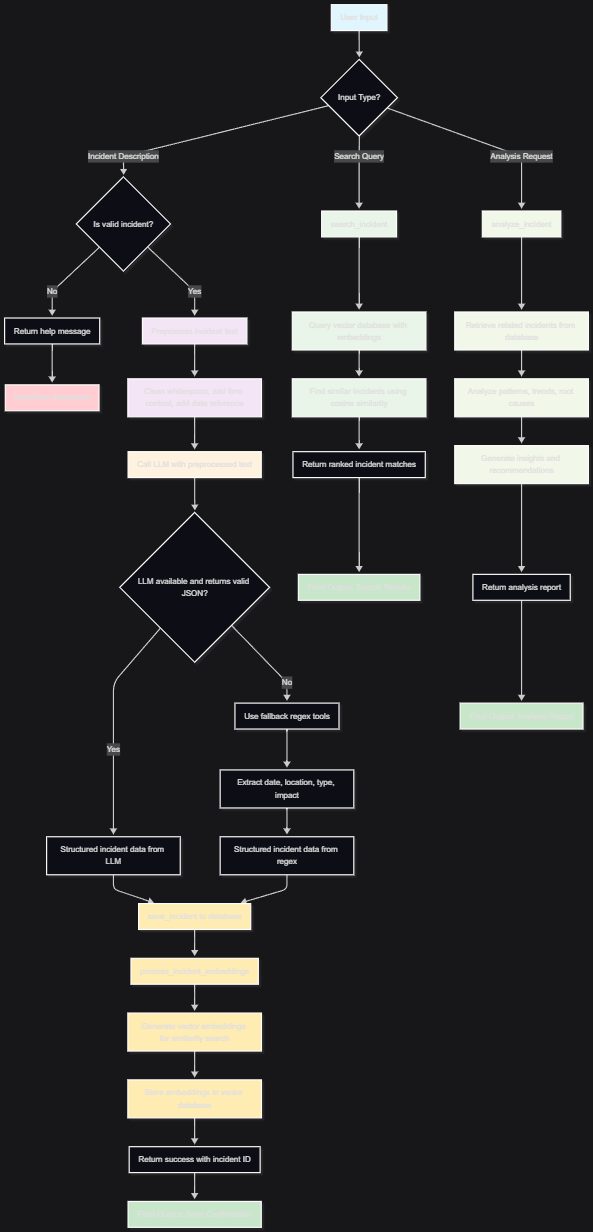 User Input
Input Type?
Incident Description
Search Query
Analysis Request
Is valid incident?
search_incident
analyze_incident
No
Yes
Return help message
Preprocess incident text
Query vector database with
embeddings
Retrieve related incidents from
database
Clean whitespace, add time
context, add date reference
Find similar incidents using
cosine similarity
Analyze patterns, trends, root
causes
Call LLM with preprocessed text
Return ranked incident matches
Generate insights and
recommendations
LLM available and returns valid
JSON?
Return analysis report
No
Use fallback regex tools
Yes
Extract date, location, type,
impact
Structured incident data from
LLM
Structured incident data from
regex
save_incident to database
process_incident_embeddings
Generate vector embeddings
for similarity search
Store embeddings in vector
database
Return success with incident ID